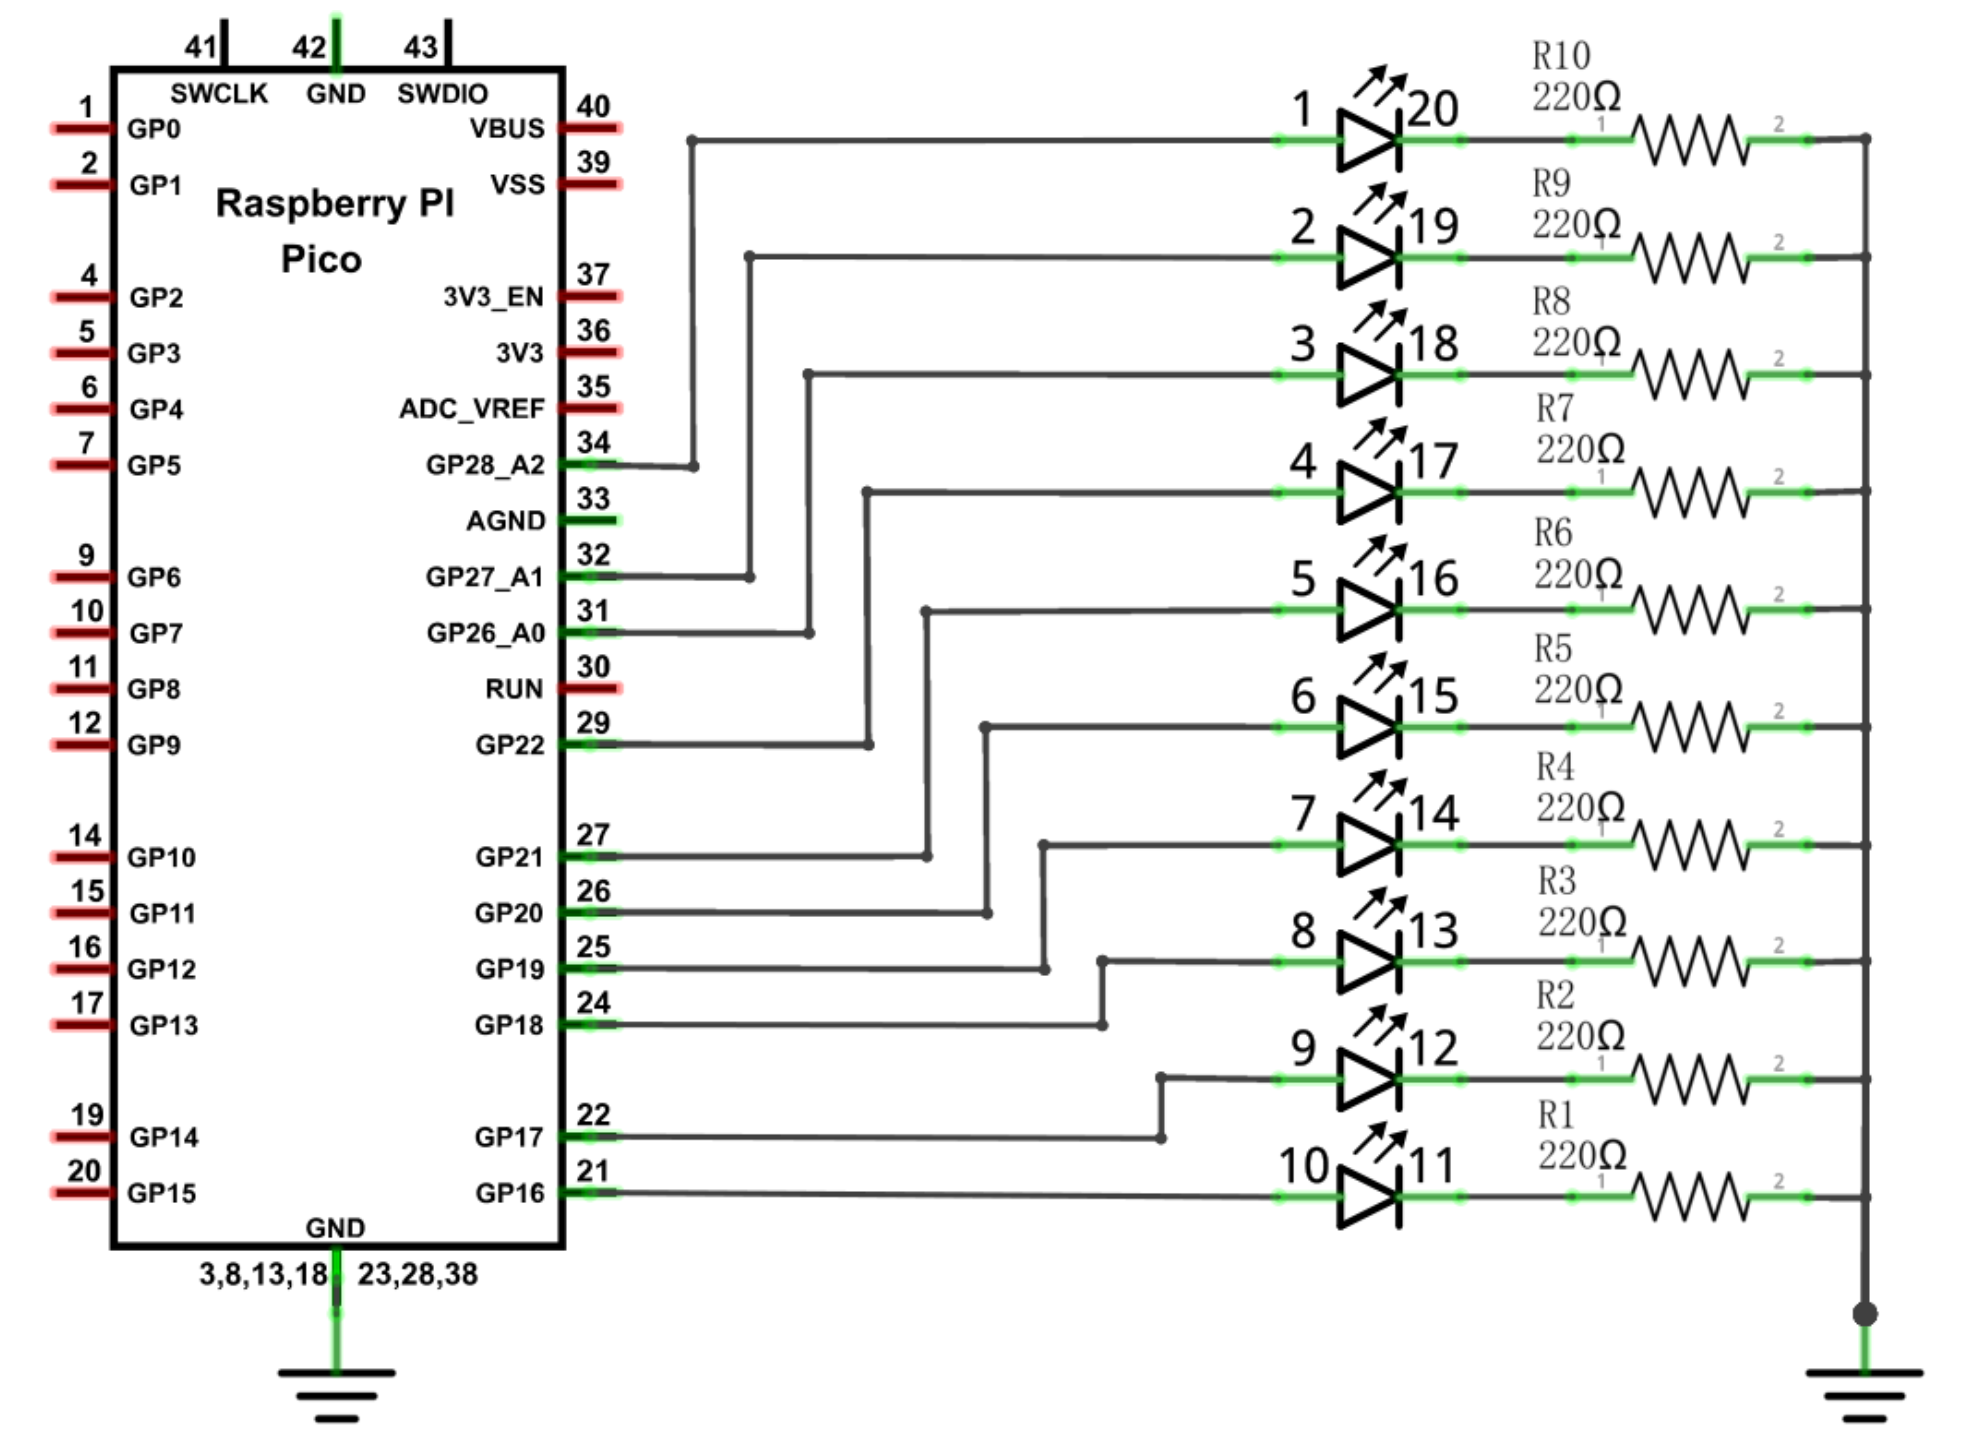 41 42 43
SWCLK GND SWDIO
1 GP0 VBUS 40
2 GP1 VSS 39
Raspberry PI
Pico
4 GP2 3V3_EN 37
5 GP3 3V3 36
6 GP4 ADC_VREF 35
7 GP5 GP28_A2 34
AGND 33
9 GP6 GP27_A1 32
10 GP7 GP26_A0 31
11 GP8 RUN 30
12 GP9 GP22 29
14 GP10 GP21 27
15 GP11 GP20 26
16 GP12 GP19 25
17 GP13 GP18 24
19 GP14 GP17 22
20 GP15 GP16 21
GND
3,8,13,18 23,28,38
R10
220Ω
1 20 1 2
R9
220Ω
2 19 1 2
R8
220Ω
3 18 1 2
R7
220Ω
4 17 1 2
R6
220Ω
5 16 1 2
R5
220Ω
6 15 1 2
R4
220Ω
7 14 1 2
R3
220Ω
8 13 1 2
R2
220Ω
9 12 1 2
R1
220Ω
10 11 1 2